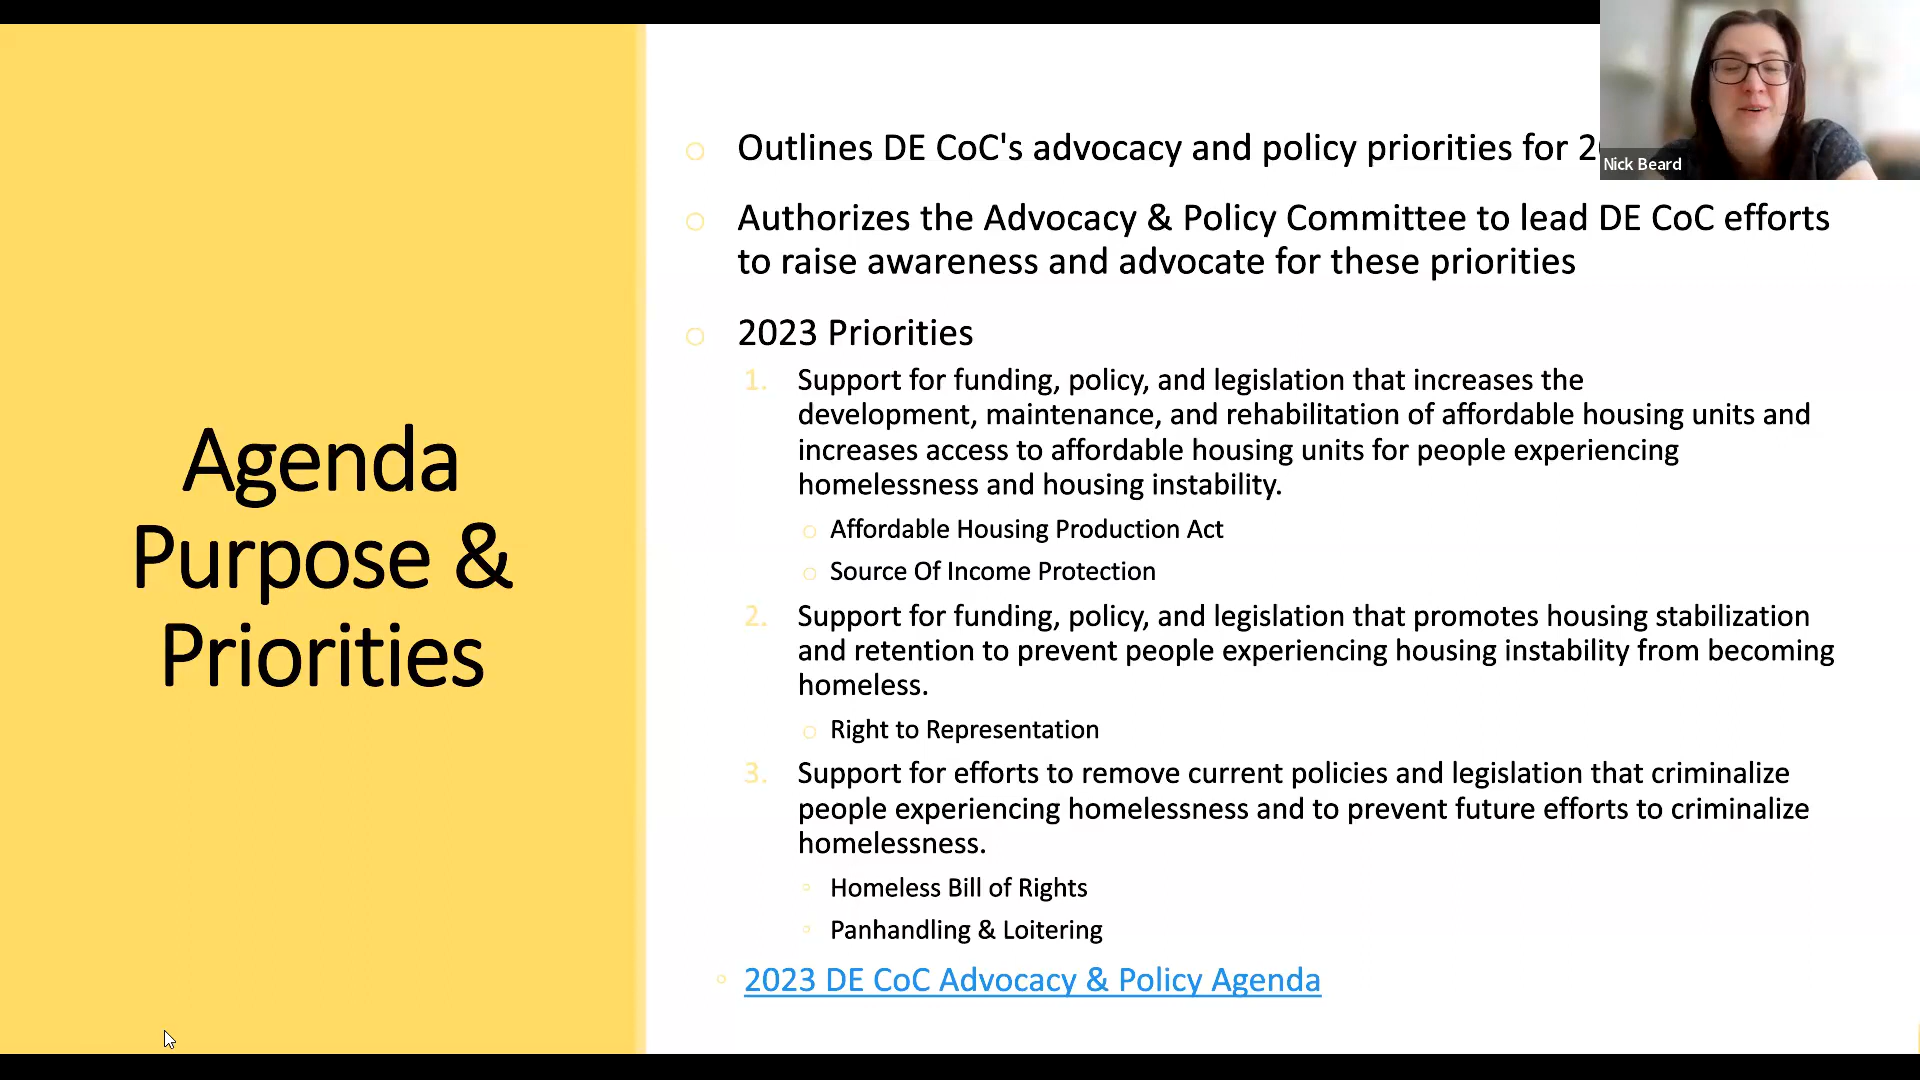 Agenda
Purpose &
Priorities
Outlines DE CoC's advocacy and policy priorities for
Authorizes the Advocacy & Policy Committee to lead DE CoC efforts
to raise awareness and advocate for these priorities
2023 Priorities
1. Support for funding, policy, and legislation that increases the
development, maintenance, and rehabilitation of affordable housing units and
increases access to affordable housing units for people experiencing
homelessness and housing instability.
Affordable Housing Production Act
Source Of Income Protection
2. Support for funding, policy, and legislation that promotes housing stabilization
and retention to prevent people experiencing housing instability from becoming
homeless.
Right to Representation
3. Support for efforts to remove current policies and legislation that criminalize
people experiencing homelessness and to prevent future efforts to criminalize
homelessness.
Homeless Bill of Rights
Panhandling & Loitering
2023 DE CoC Advocacy & Policy Agenda
Nick Beard